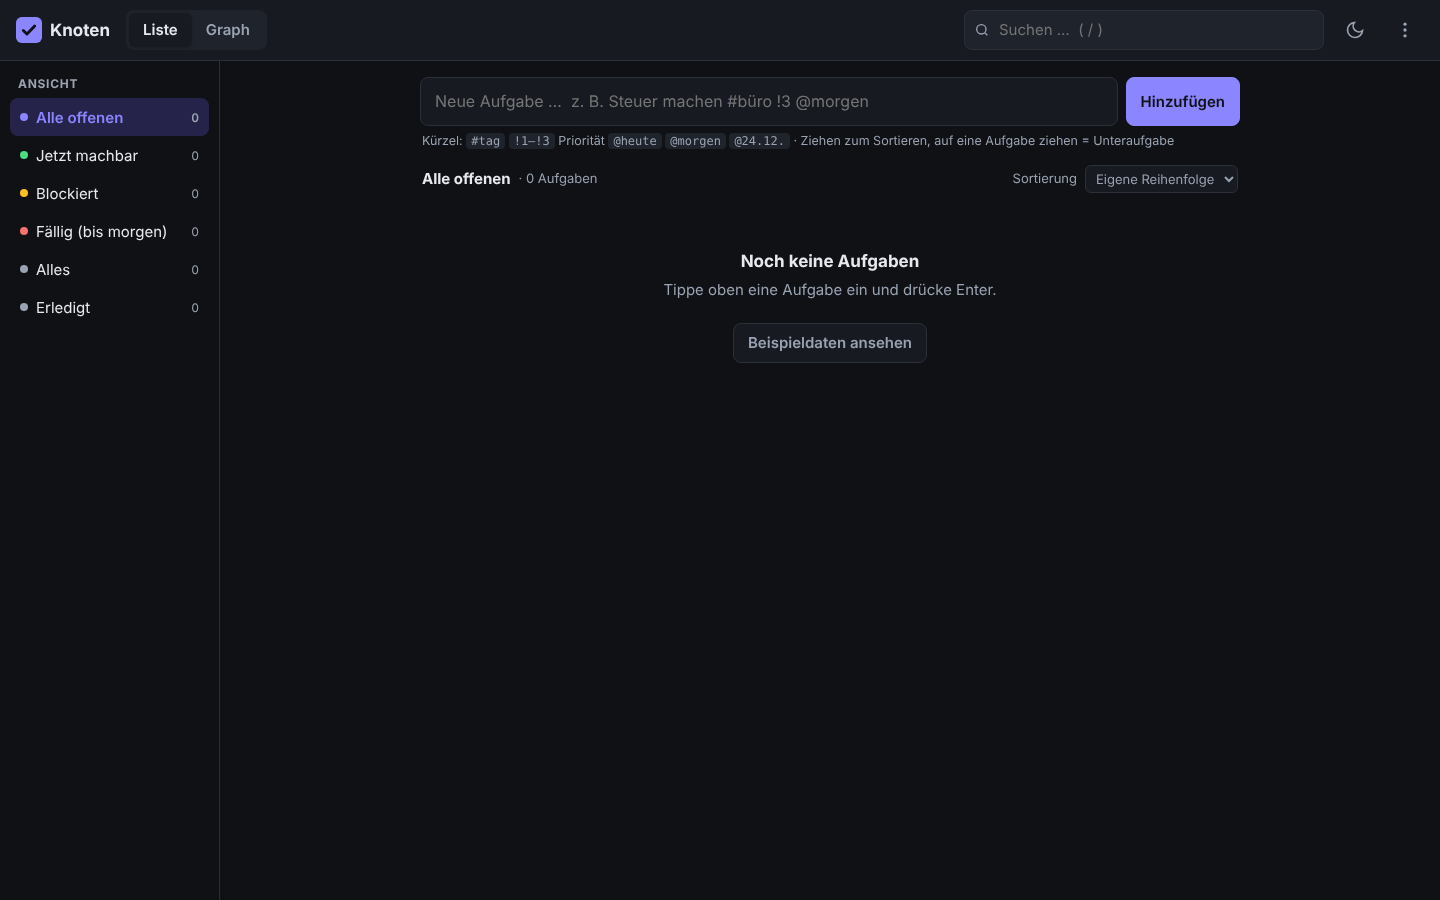 Knoten Liste Graph Suchen … ( / )
ANSICHT
Alle offenen 0
Jetzt machbar 0
Blockiert 0
Fällig (bis morgen) 0
Alles 0
Erledigt 0
Neue Aufgabe … z. B. Steuer machen #büro !3 @morgen Hinzufügen
Kürzel: #tag !1–!3 Priorität @heute @morgen @24.12. · Ziehen zum Sortieren, auf eine Aufgabe ziehen = Unteraufgabe
Alle offenen · 0 Aufgaben Sortierung Eigene Reihenfolge
Noch keine Aufgaben
Tippe oben eine Aufgabe ein und drücke Enter.
Beispieldaten ansehen